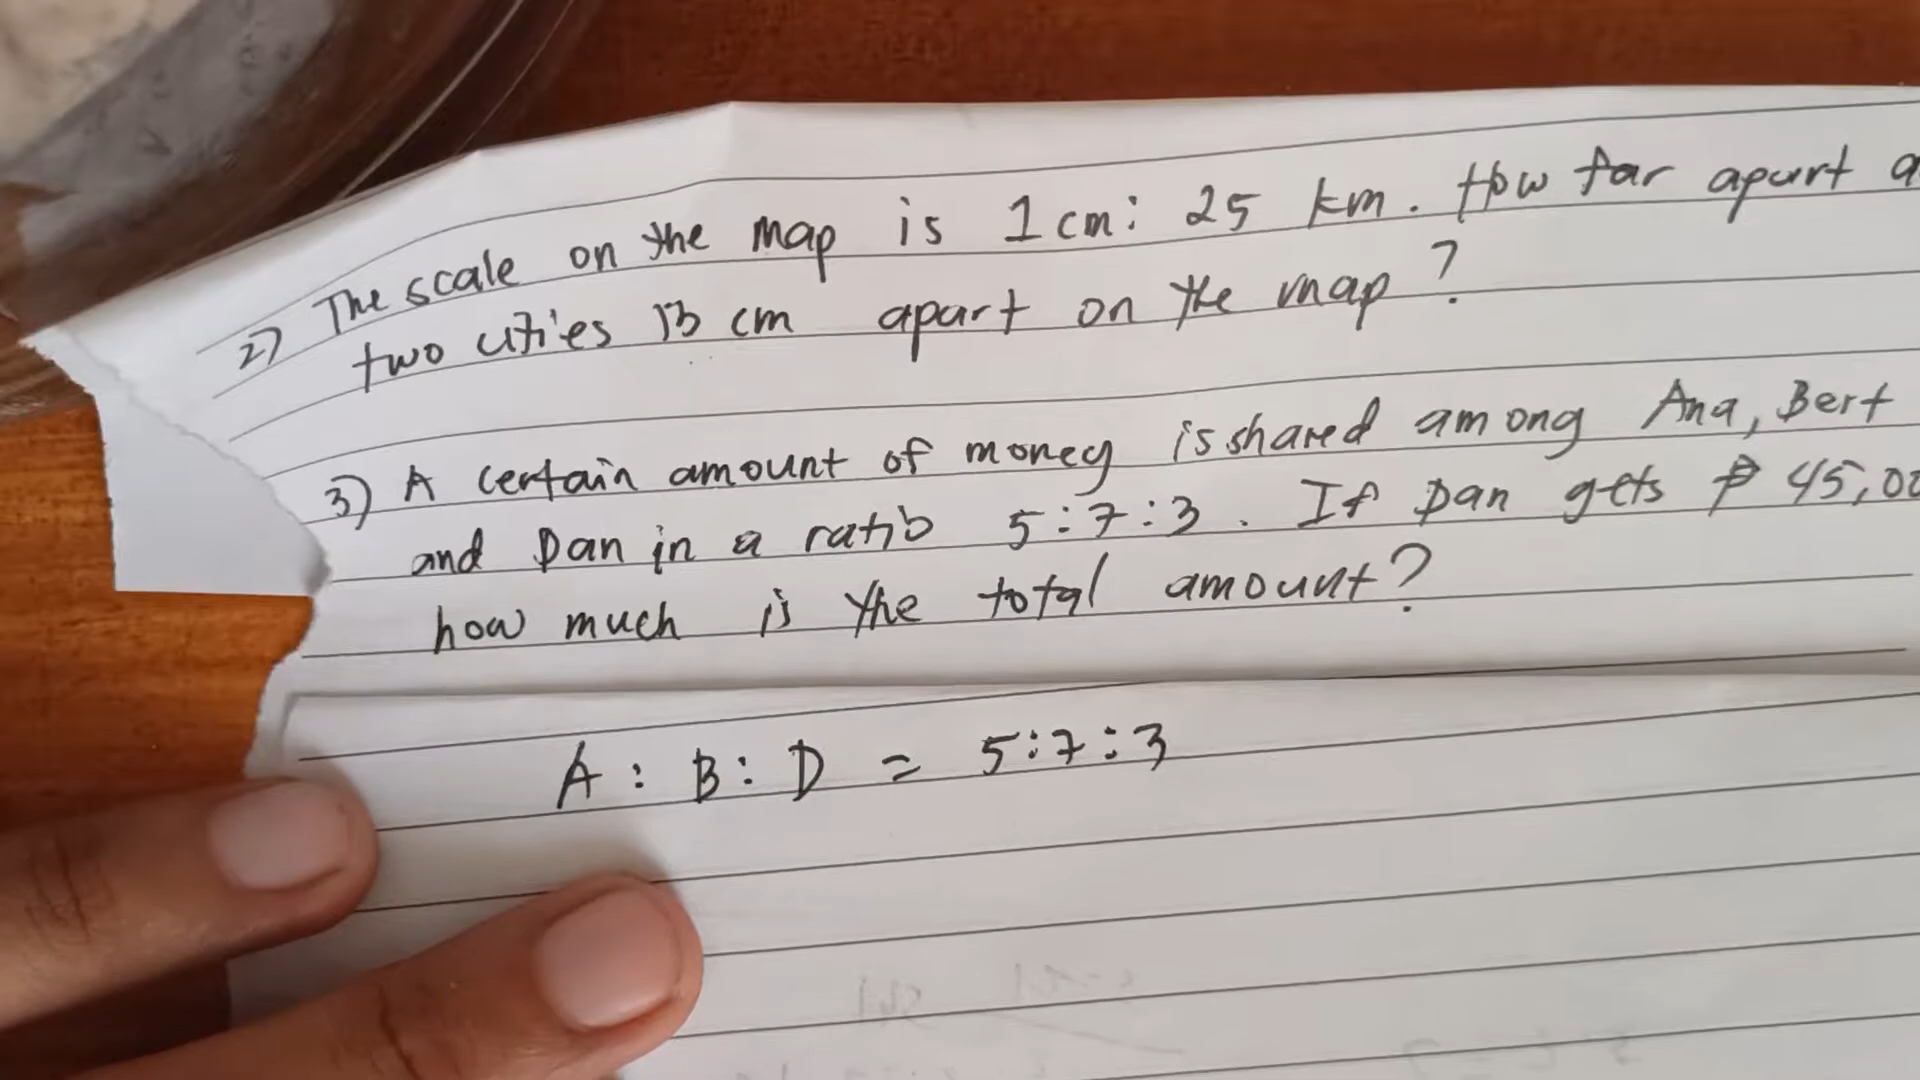 2) The scale on the map is 1 cm : 25 km. How far apart
two cities 13 cm apart on the map?
3) A certain amount of money is shared among Ana, Bert
and Dan in a ratio 5:7:3. If Dan gets ₱ 45,00
how much is the total amount?
A : B : D = 5:7:3